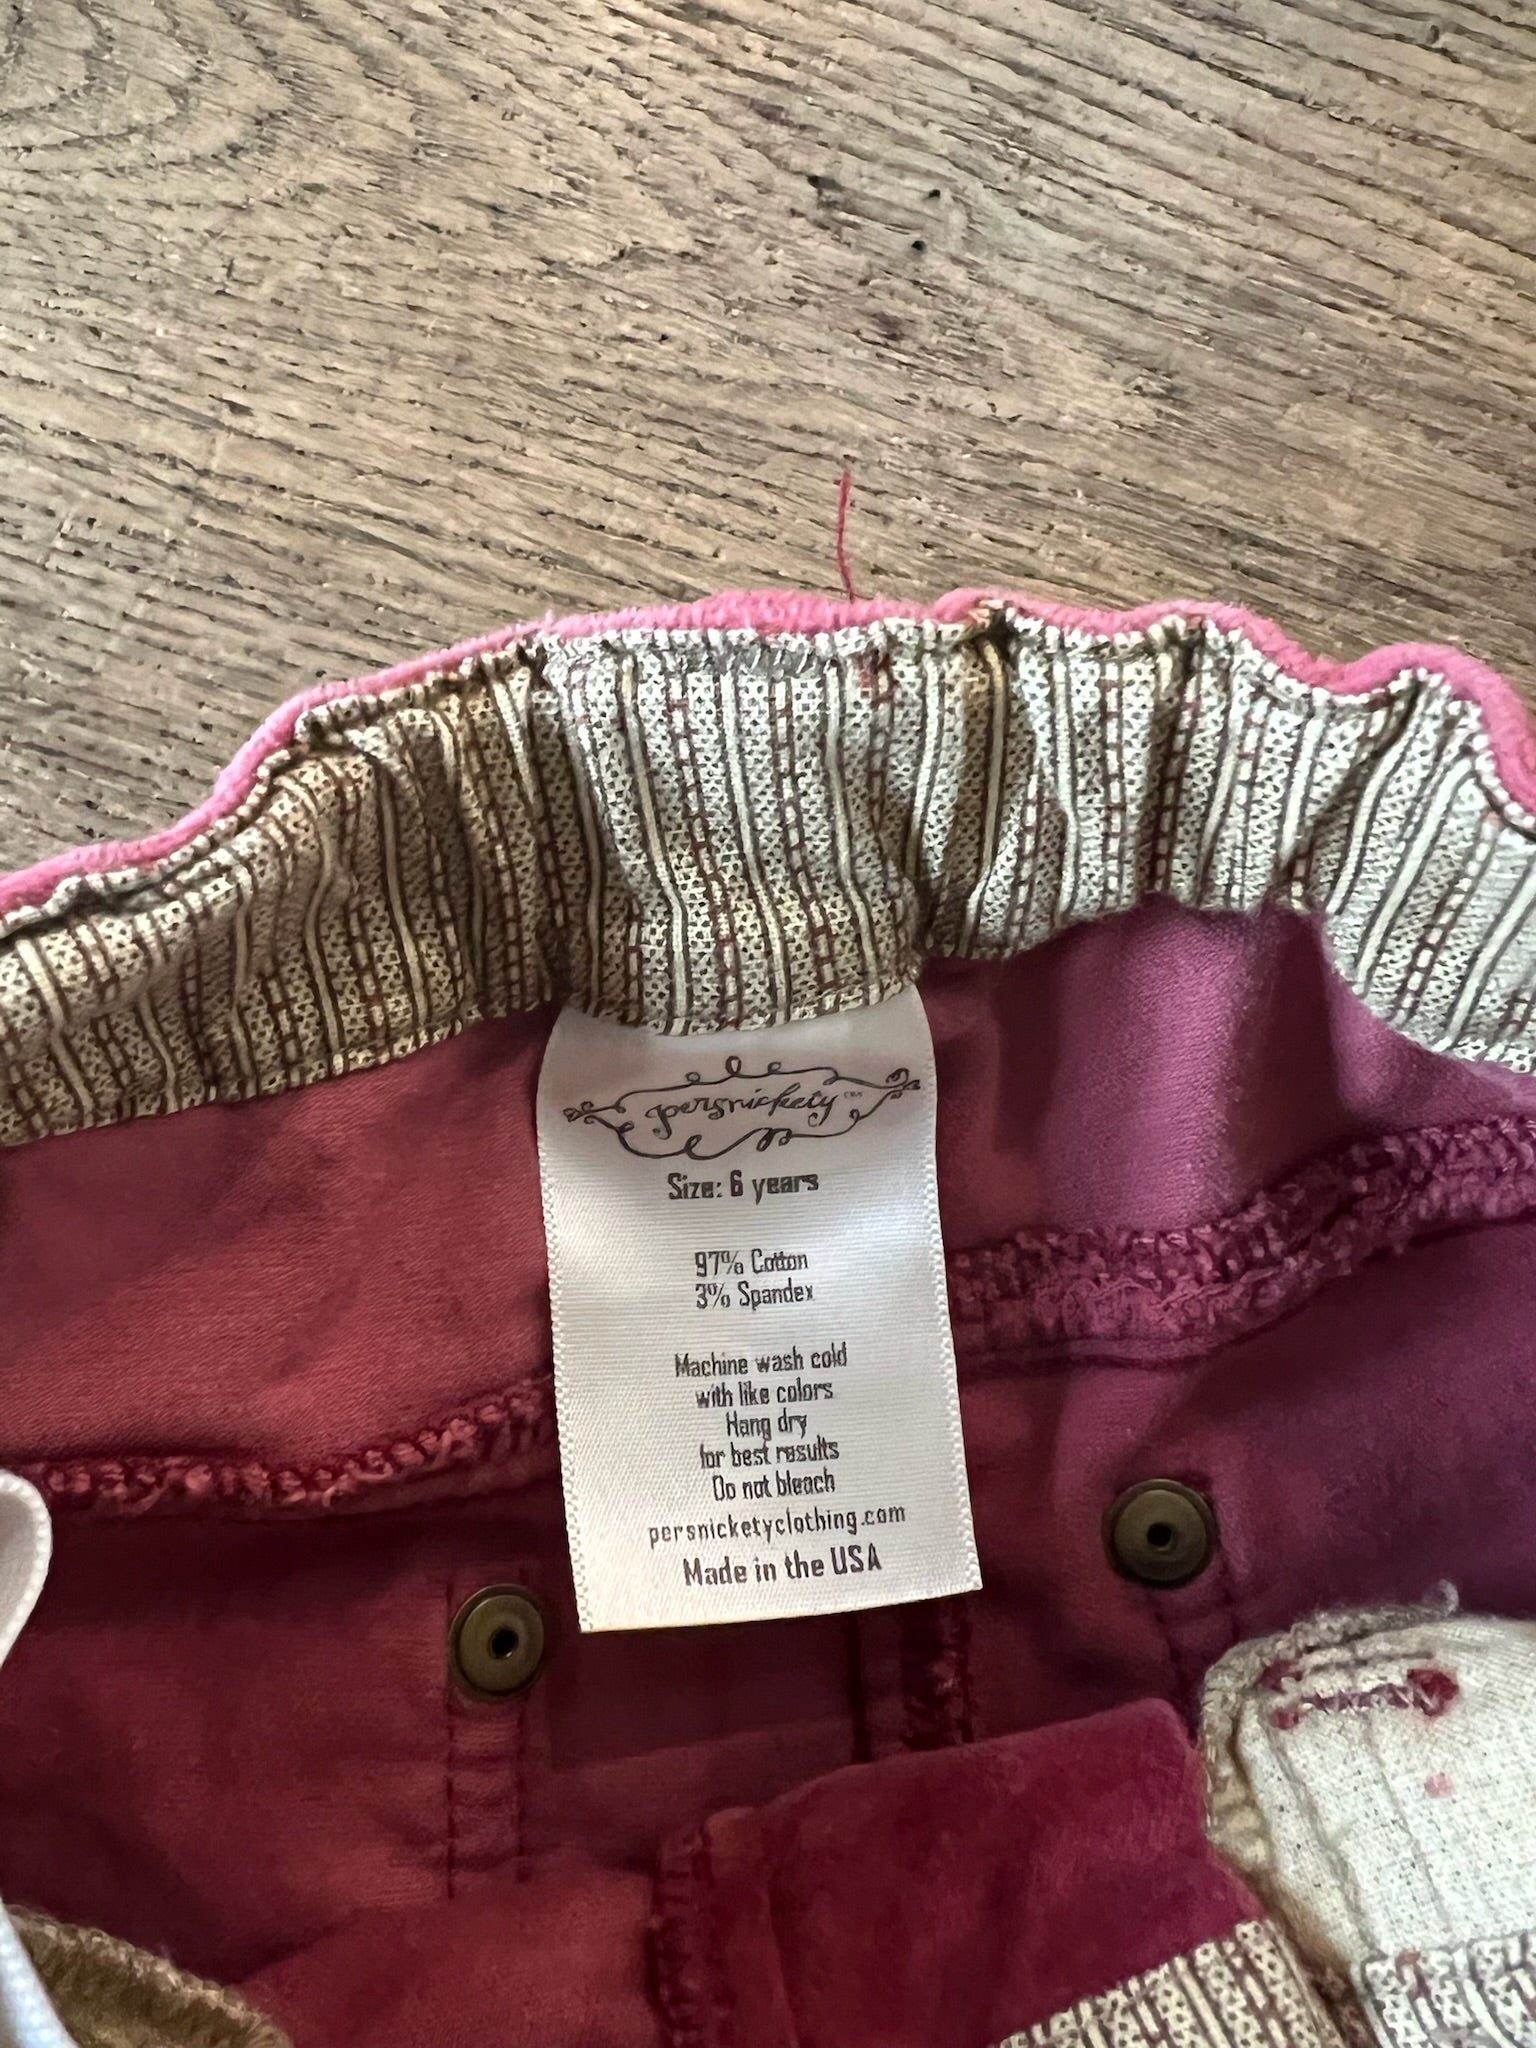 persnickety™
Size: 6 years
97% Cotton
3% Spandex
Machine wash cold
with like colors
Hang dry
for best results
Do not bleach
persnicketyclothing.com
Made in the USA